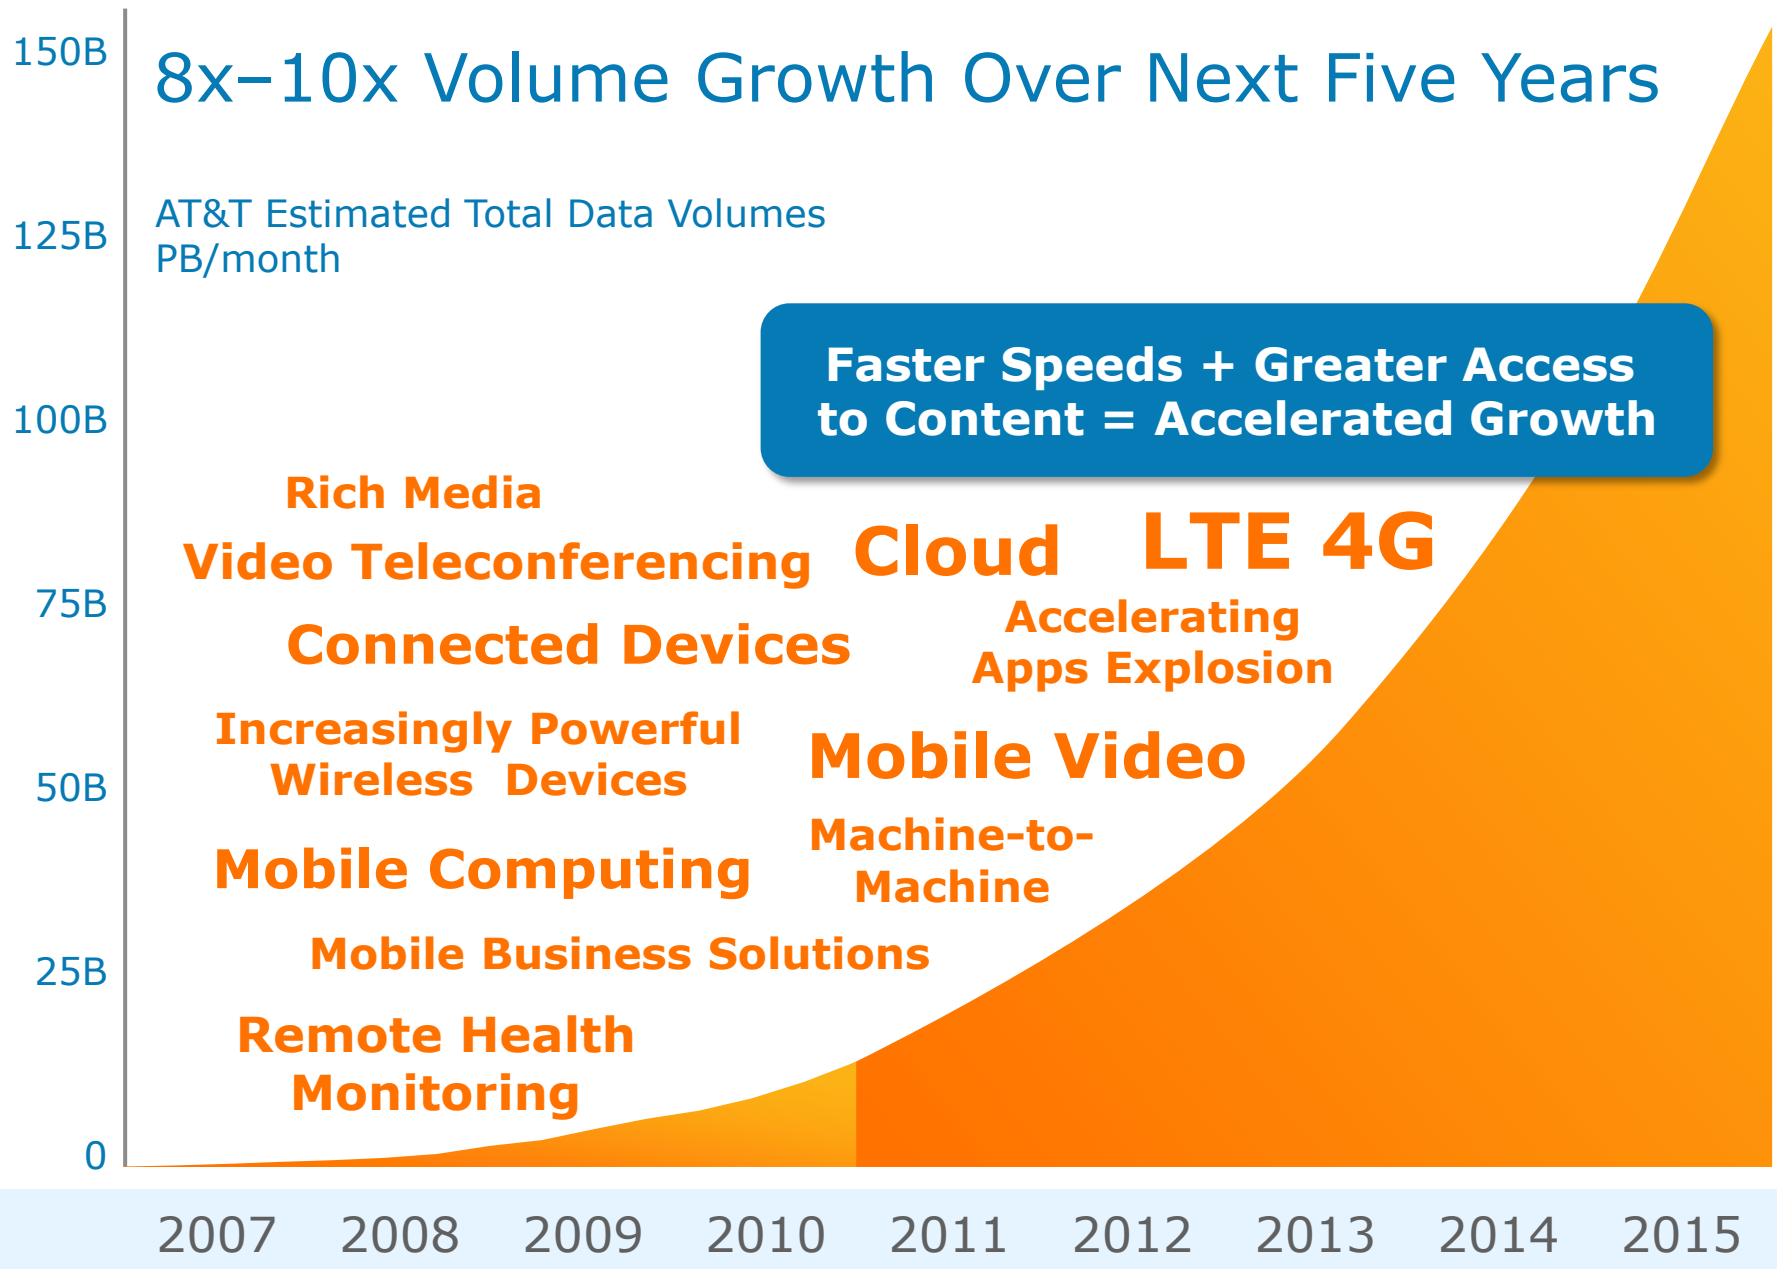 8x–10x Volume Growth Over Next Five Years
AT&T Estimated Total Data Volumes
PB/month
150B
125B
100B
75B
50B
25B
0
Faster Speeds + Greater Access
to Content = Accelerated Growth
Rich Media
Video Teleconferencing
Connected Devices
Increasingly Powerful
Wireless Devices
Mobile Computing
Mobile Business Solutions
Remote Health
Monitoring
Cloud
LTE 4G
Accelerating
Apps Explosion
Mobile Video
Machine-to-
Machine
2007 2008 2009 2010 2011 2012 2013 2014 2015